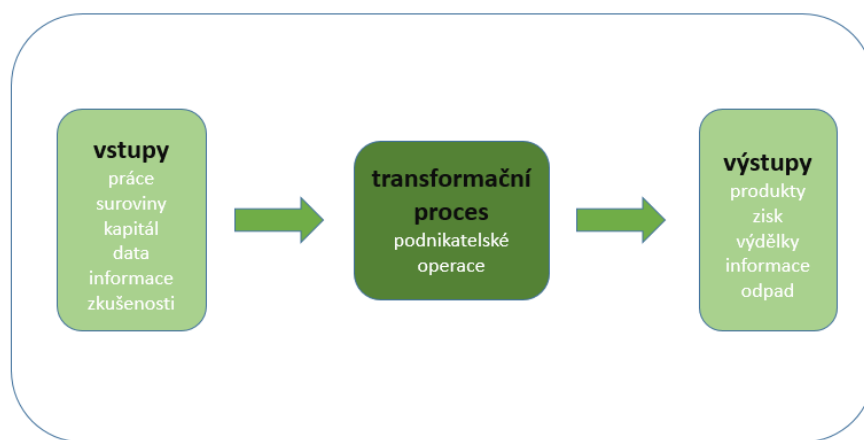 vstupy
práce
suroviny
kapitál
data
informace
zkušenosti
transformační
proces
podnikatelské
operace
výstupy
produkty
zisk
výdělky
informace
odpad